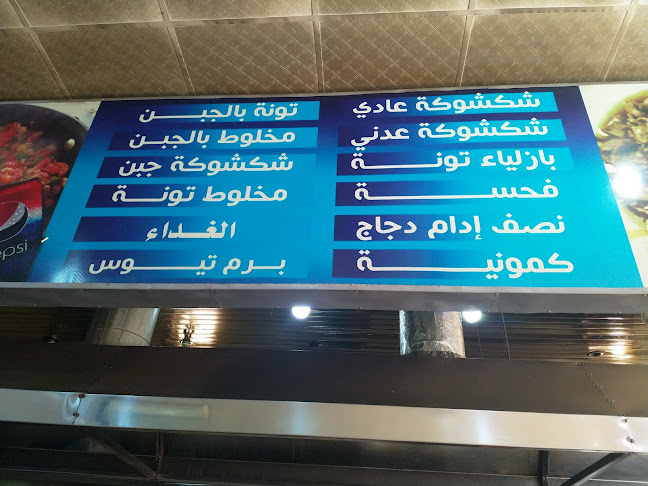 شكشوكة عادي
شكشوكة عدني
بازلياء تونة
فحسة
نصف إدام دجاج
كمونية
تونة بالجبن
مخلوط بالجبن
شكشوكة جبن
مخلوط تونة
الغداء
برم تيوس
pepsi